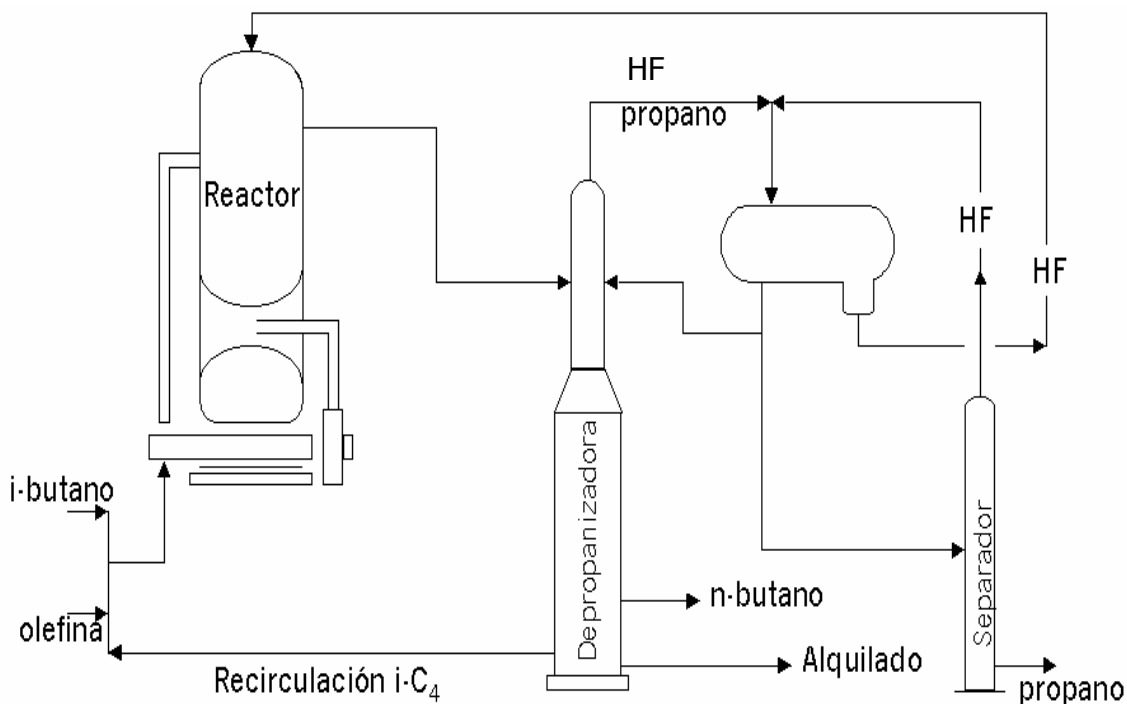 HF
propano
Reactor
HF
HF
Depropanizadora
Separador
i-butano
olefina
n-butano
Alquilado
Recirculación i-C₄
propano